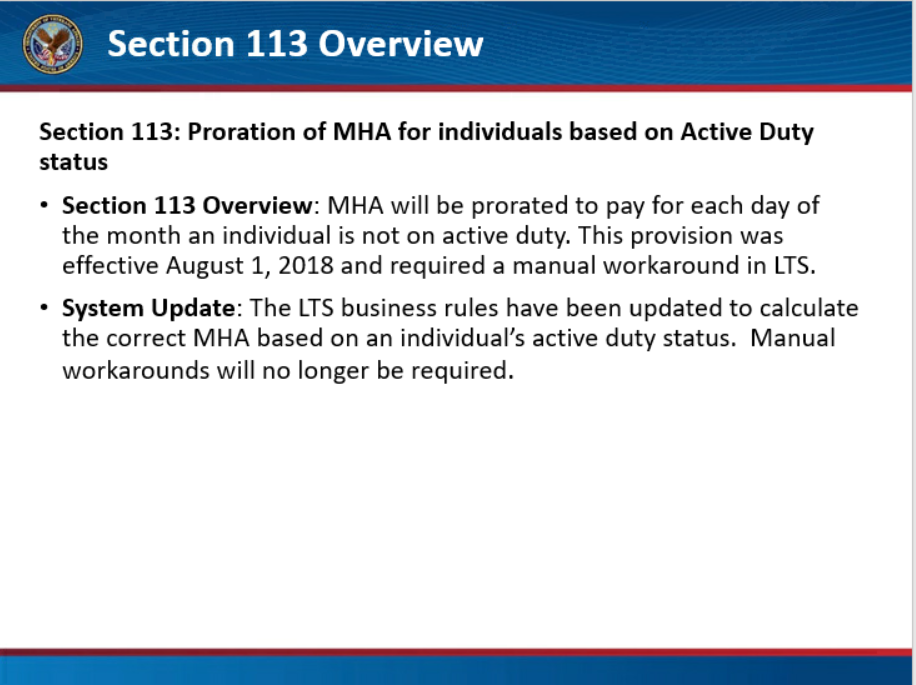 Section 113 Overview
Section 113: Proration of MHA for individuals based on Active Duty
status
• Section 113 Overview: MHA will be prorated to pay for each day of
the month an individual is not on active duty. This provision was
effective August 1, 2018 and required a manual workaround in LTS.
• System Update: The LTS business rules have been updated to calculate
the correct MHA based on an individual’s active duty status.  Manual
workarounds will no longer be required.